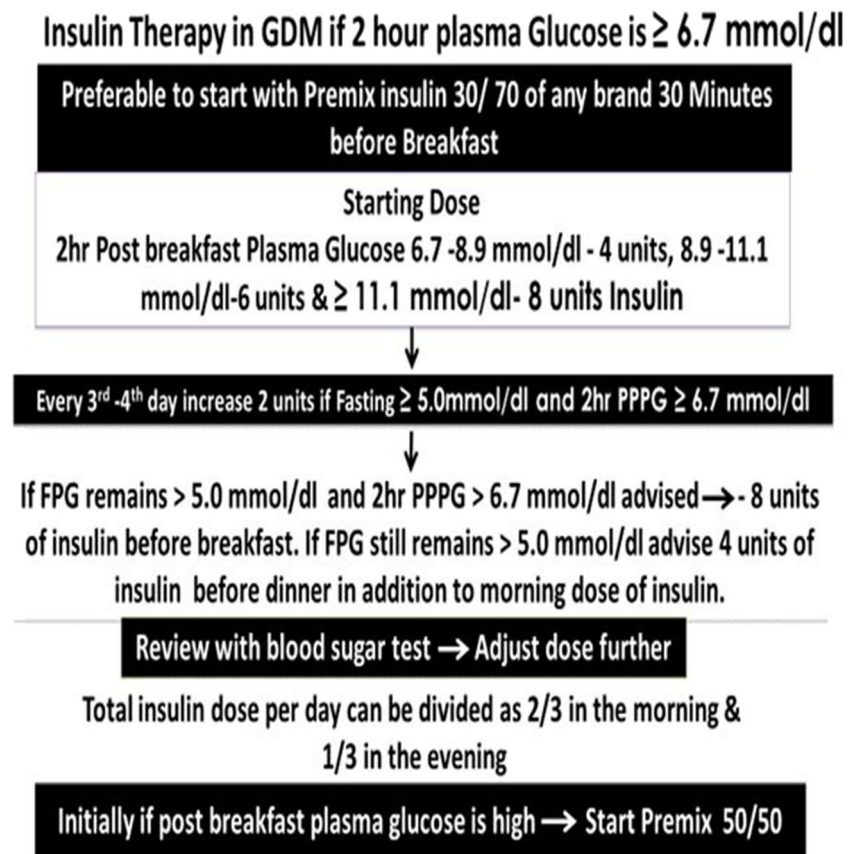 Insulin Therapy in GDM if 2 hour plasma Glucose is ≥ 6.7 mmol/dl
Preferable to start with Premix insulin 30/ 70 of any brand 30 Minutes
before Breakfast
Starting Dose
2hr Post breakfast Plasma Glucose 6.7 -8.9 mmol/dl - 4 units, 8.9 -11.1
mmol/dl-6 units & ≥ 11.1 mmol/dl- 8 units Insulin
↓
Every 3rd -4th day increase 2 units if Fasting ≥ 5.0mmol/dl and 2hr PPPG ≥ 6.7 mmol/dl
↓
If FPG remains > 5.0 mmol/dl and 2hr PPPG > 6.7 mmol/dl advised→ - 8 units
of insulin before breakfast. If FPG still remains > 5.0 mmol/dl advise 4 units of
insulin before dinner in addition to morning dose of insulin.
Review with blood sugar test → Adjust dose further
Total insulin dose per day can be divided as 2/3 in the morning &
1/3 in the evening
Initially if post breakfast plasma glucose is high → Start Premix 50/50